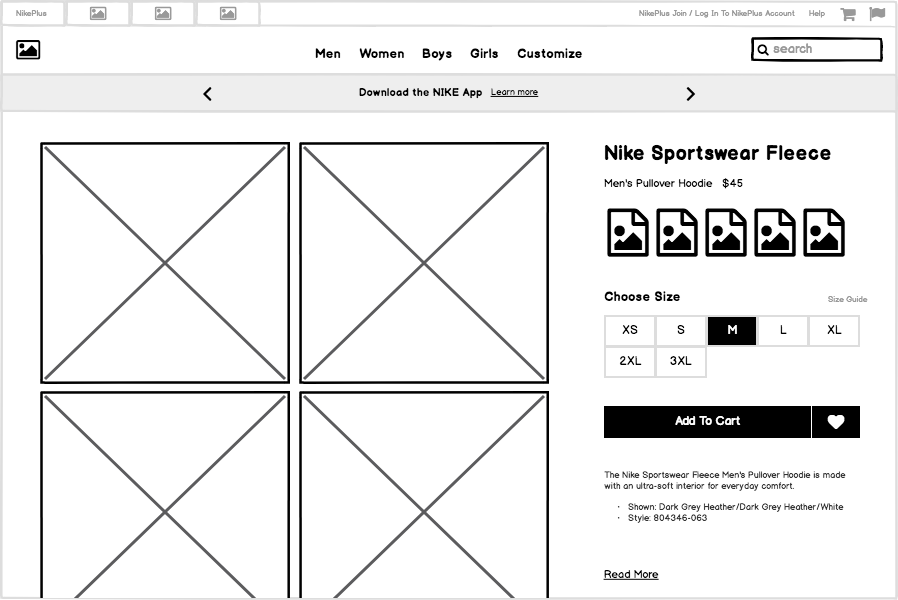 NikePlus
NikePlus Join / Log In To NikePlus Account Help
Men Women Boys Girls Customize
search
Download the NIKE App Learn more
Nike Sportswear Fleece
Men's Pullover Hoodie $45
Choose Size
Size Guide
XS S M L XL
2XL 3XL
Add To Cart
The Nike Sportswear Fleece Men's Pullover Hoodie is made
with an ultra-soft interior for everyday comfort.
· Shown: Dark Grey Heather/Dark Grey Heather/White
· Style: 804346-063
Read More